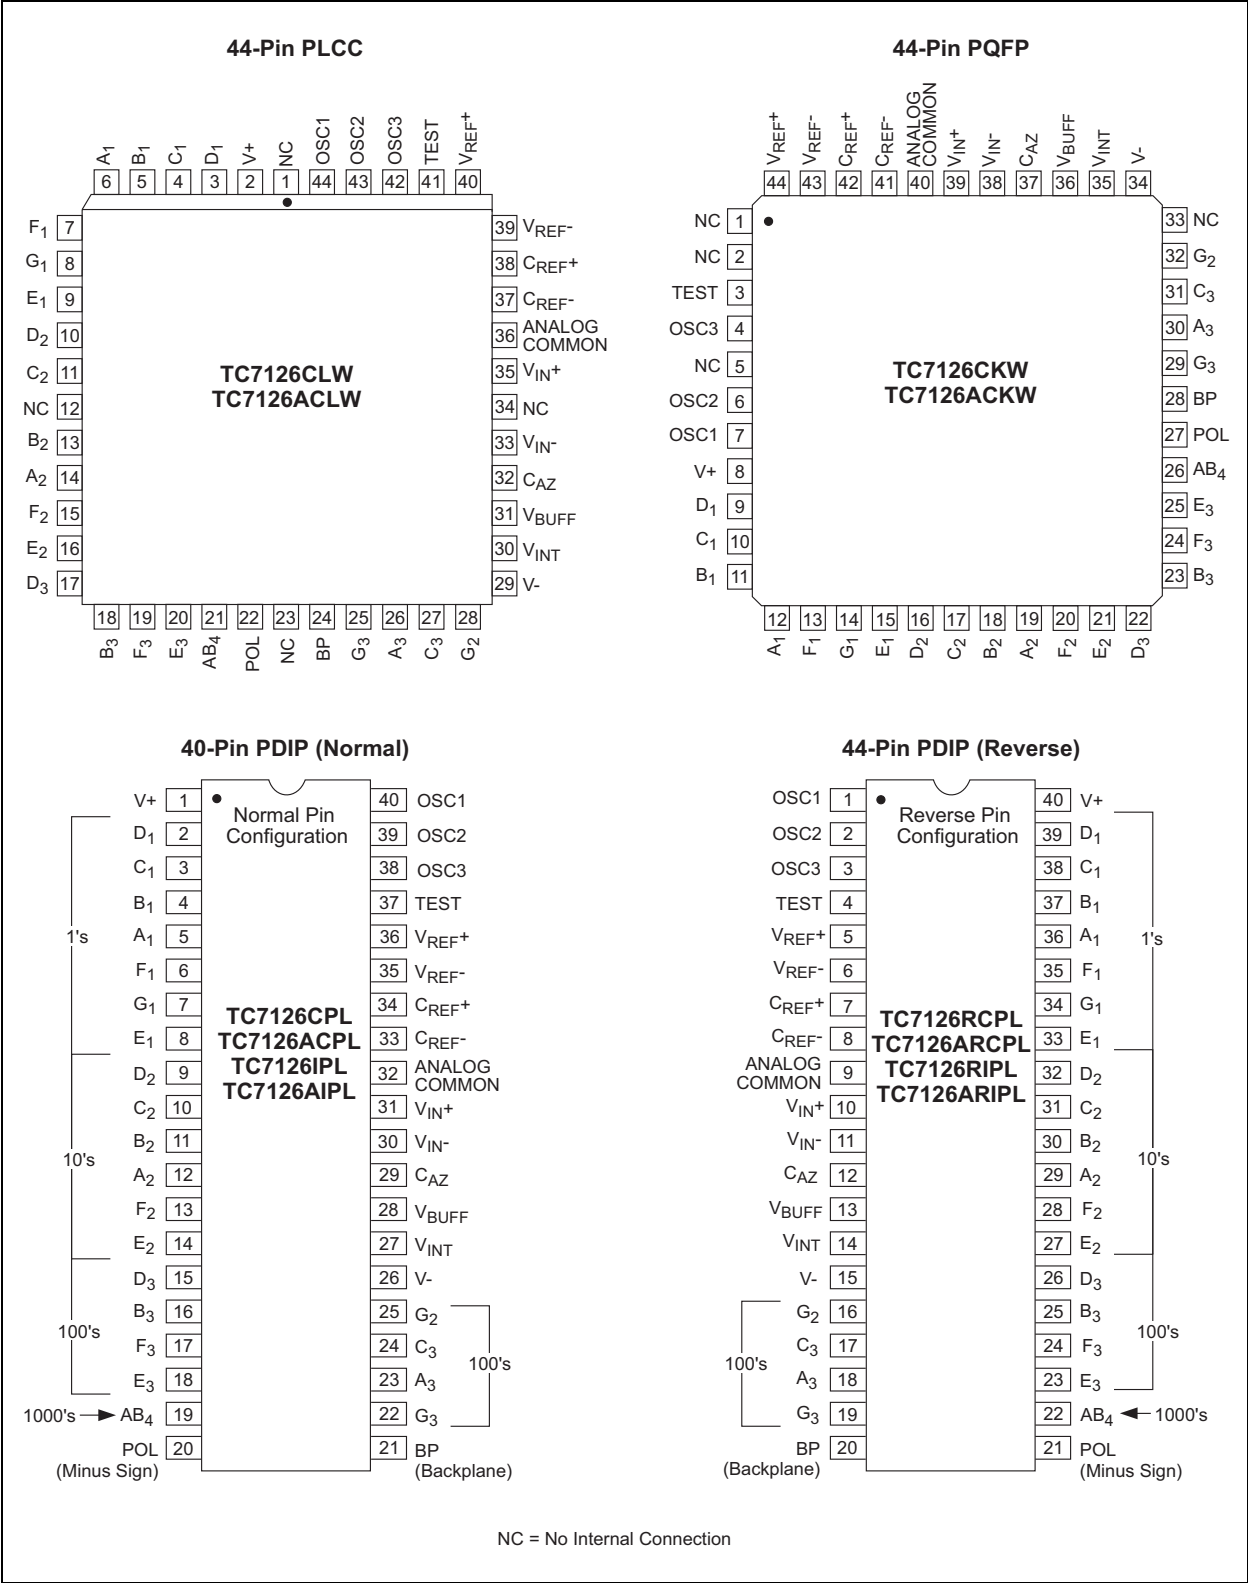 44-Pin PLCC
A1 B1 C1 D1 V+ NC OSC1 OSC2 OSC3 TEST VREF+
6 5 4 3 2 1 44 43 42 41 40
F1 7
G1 8
E1 9
D2 10
C2 11
NC 12
B2 13
A2 14
F2 15
E2 16
D3 17
TC7126CLW
TC7126ACLW
39 VREF-
38 CREF+
37 CREF-
36 ANALOG
COMMON
35 VIN+
34 NC
33 VIN-
32 CAZ
31 VBUFF
30 VINT
29 V-
18 19 20 21 22 23 24 25 26 27 28
B3 F3 E3 AB4 POL NC BP G3 A3 C3 G2
44-Pin PQFP
VREF+ VREF- CREF+ CREF- ANALOG COMMON VIN+ VIN- CAZ VBUFF VINT V-
44 43 42 41 40 39 38 37 36 35 34
NC 1
NC 2
TEST 3
OSC3 4
NC 5
OSC2 6
OSC1 7
V+ 8
D1 9
C1 10
B1 11
TC7126CKW
TC7126ACKW
33 NC
32 G2
31 C3
30 A3
29 G3
28 BP
27 POL
26 AB4
25 E3
24 F3
23 B3
12 13 14 15 16 17 18 19 20 21 22
A1 F1 G1 E1 D2 C2 B2 A2 F2 E2 D3
40-Pin PDIP (Normal)
Normal Pin
Configuration
V+ 1
D1 2
C1 3
B1 4
1's
A1 5
F1 6
G1 7
E1 8
D2 9
C2 10
B2 11
10's
A2 12
F2 13
E2 14
D3 15
B3 16
100's
F3 17
E3 18
1000's AB4 19
POL 20
(Minus Sign)
TC7126CPL
TC7126ACPL
TC7126IPL
TC7126AIPL
40 OSC1
39 OSC2
38 OSC3
37 TEST
36 VREF+
35 VREF-
34 CREF+
33 CREF-
32 ANALOG
COMMON
31 VIN+
30 VIN-
29 CAZ
28 VBUFF
27 VINT
26 V-
25 G2
24 C3
100's
23 A3
22 G3
21 BP
(Backplane)
44-Pin PDIP (Reverse)
Reverse Pin
Configuration
OSC1 1
OSC2 2
OSC3 3
TEST 4
VREF+ 5
VREF- 6
CREF+ 7
CREF- 8
ANALOG
COMMON 9
VIN+ 10
VIN- 11
CAZ 12
VBUFF 13
VINT 14
V- 15
G2 16
C3 17
100's
A3 18
G3 19
BP 20
(Backplane)
TC7126RCPL
TC7126ARCPL
TC7126RIPL
TC7126ARIPL
40 V+
39 D1
38 C1
37 B1
36 A1
1's
35 F1
34 G1
33 E1
32 D2
31 C2
30 B2
10's
29 A2
28 F2
27 E2
26 D3
25 B3
100's
24 F3
23 E3
22 AB4 1000's
21 POL
(Minus Sign)
NC = No Internal Connection